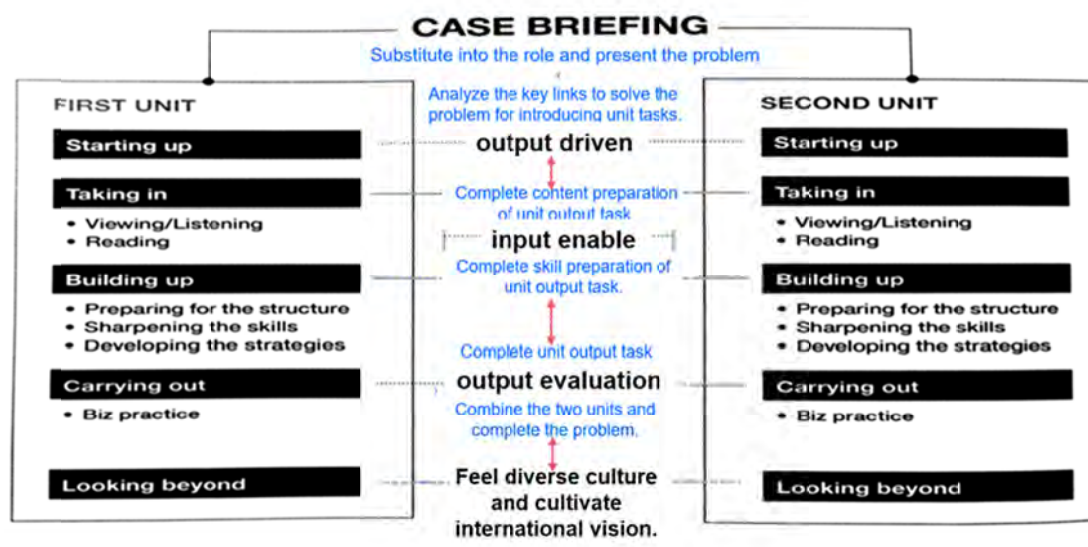 CASE BRIEFING
Substitute into the role and present the problem
FIRST UNIT
Starting up
Taking in
• Viewing/Listening
• Reading
Building up
• Preparing for the structure
• Sharpening the skills
• Developing the strategies
Carrying out
• Biz practice
Looking beyond
Analyze the key links to solve the
problem for introducing unit tasks.
output driven
Complete content preparation
of unit output task
input enable
Complete skill preparation of
unit output task.
Complete unit output task
output evaluation
Combine the two units and
complete the problem.
Feel diverse culture
and cultivate
international vision.
SECOND UNIT
Starting up
Taking in
• Viewing/Listening
• Reading
Building up
• Preparing for the structure
• Sharpening the skills
• Developing the strategies
Carrying out
• Biz practice
Looking beyond